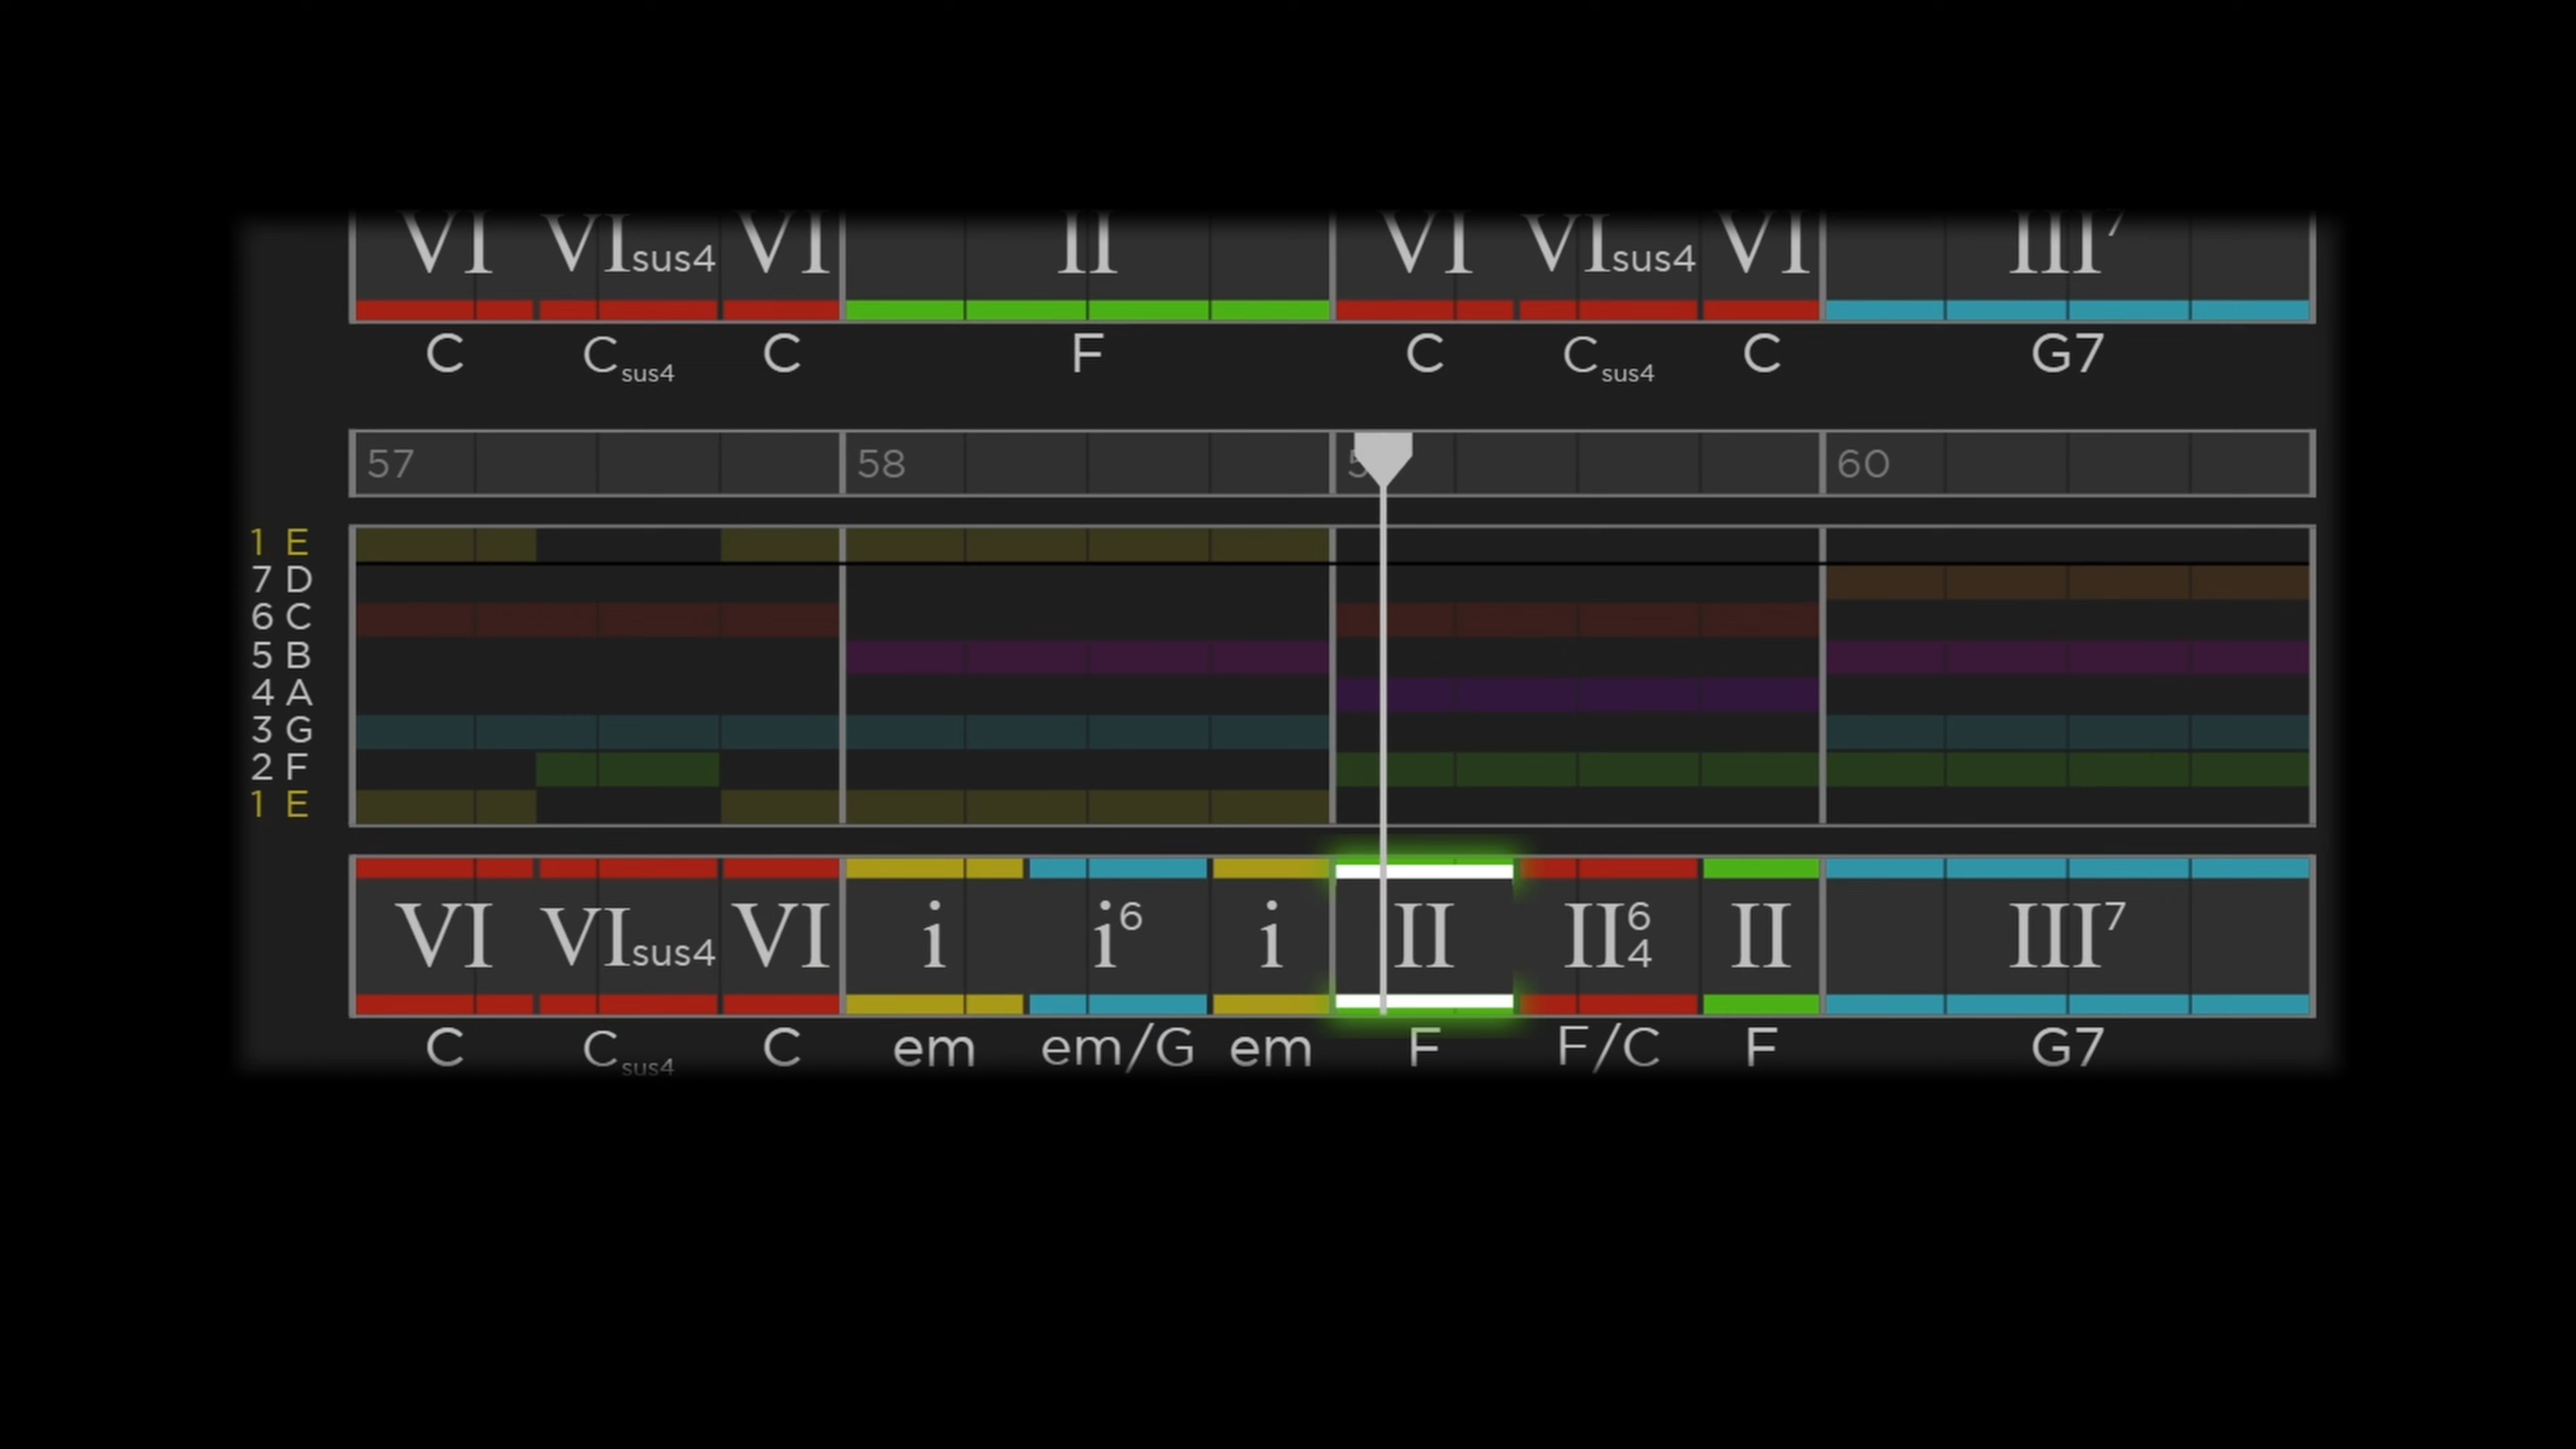 VI VIsus4 VI II VI VIsus4 VI III7
C Csus4 C F C Csus4 C G7
57 58 5 60
1 E
7 D
6 C
5 B
4 A
3 G
2 F
1 E
VI VIsus4 VI i i6 i II II64 II III7
C Csus4 C em em/G em F F/C F G7